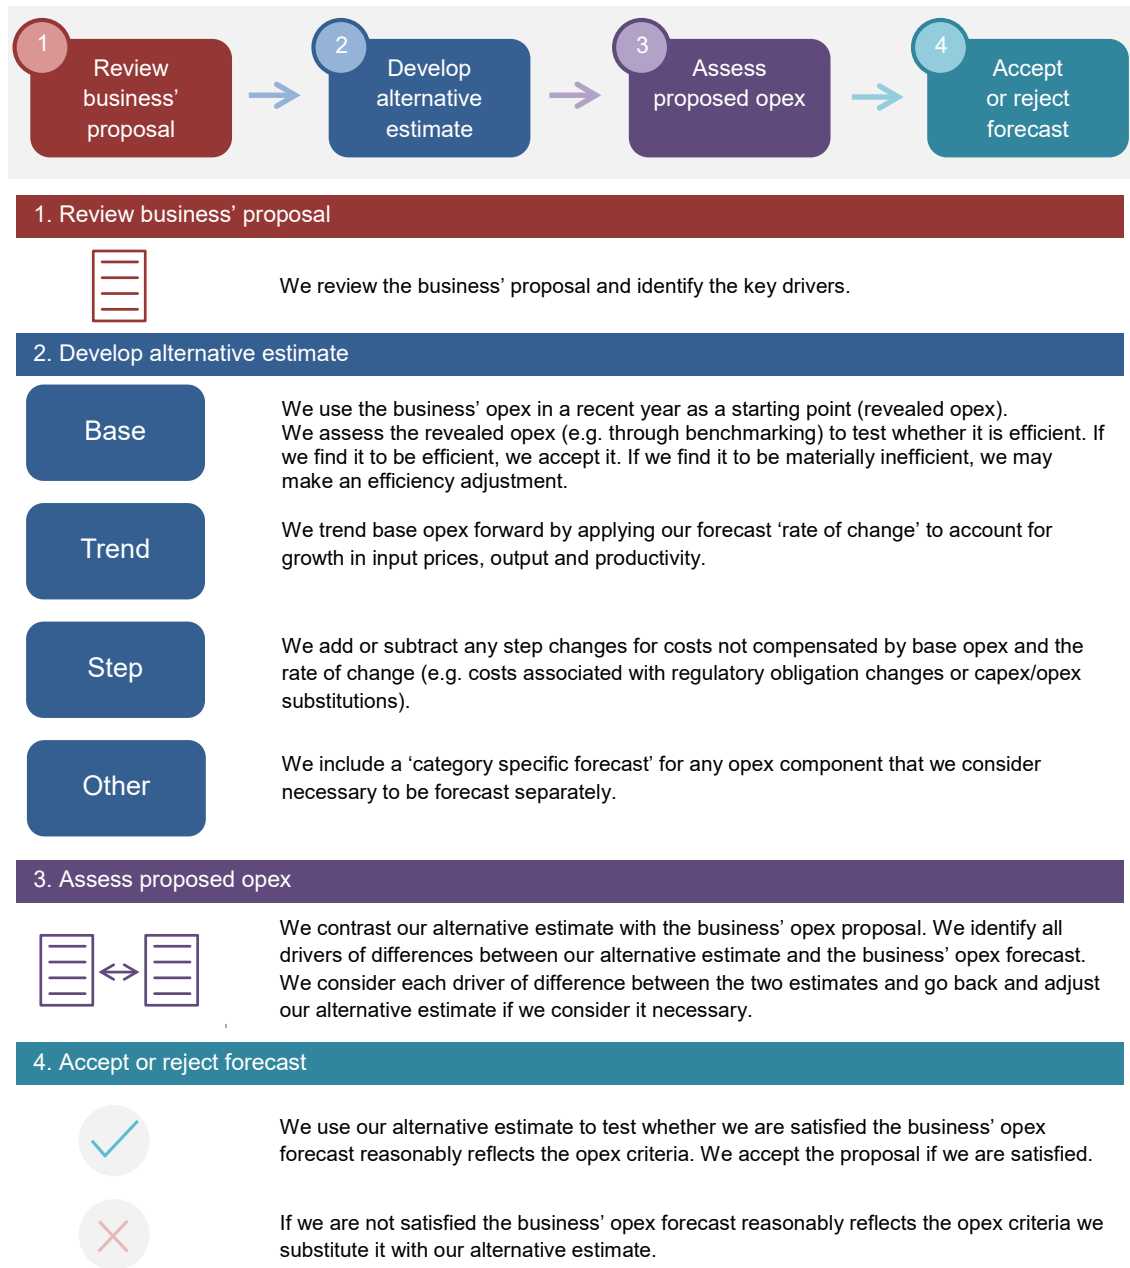 1
Review
business’
proposal
2
Develop
alternative
estimate
3
Assess
proposed opex
4
Accept
or reject
forecast
1. Review business’ proposal
We review the business’ proposal and identify the key drivers.
2. Develop alternative estimate
Base
We use the business’ opex in a recent year as a starting point (revealed opex).
We assess the revealed opex (e.g. through benchmarking) to test whether it is efficient. If
we find it to be efficient, we accept it. If we find it to be materially inefficient, we may
make an efficiency adjustment.
Trend
We trend base opex forward by applying our forecast ‘rate of change’ to account for
growth in input prices, output and productivity.
Step
We add or subtract any step changes for costs not compensated by base opex and the
rate of change (e.g. costs associated with regulatory obligation changes or capex/opex
substitutions).
Other
We include a ‘category specific forecast’ for any opex component that we consider
necessary to be forecast separately.
3. Assess proposed opex
We contrast our alternative estimate with the business’ opex proposal. We identify all
drivers of differences between our alternative estimate and the business’ opex forecast.
We consider each driver of difference between the two estimates and go back and adjust
our alternative estimate if we consider it necessary.
4. Accept or reject forecast
We use our alternative estimate to test whether we are satisfied the business’ opex
forecast reasonably reflects the opex criteria. We accept the proposal if we are satisfied.
If we are not satisfied the business’ opex forecast reasonably reflects the opex criteria we
substitute it with our alternative estimate.